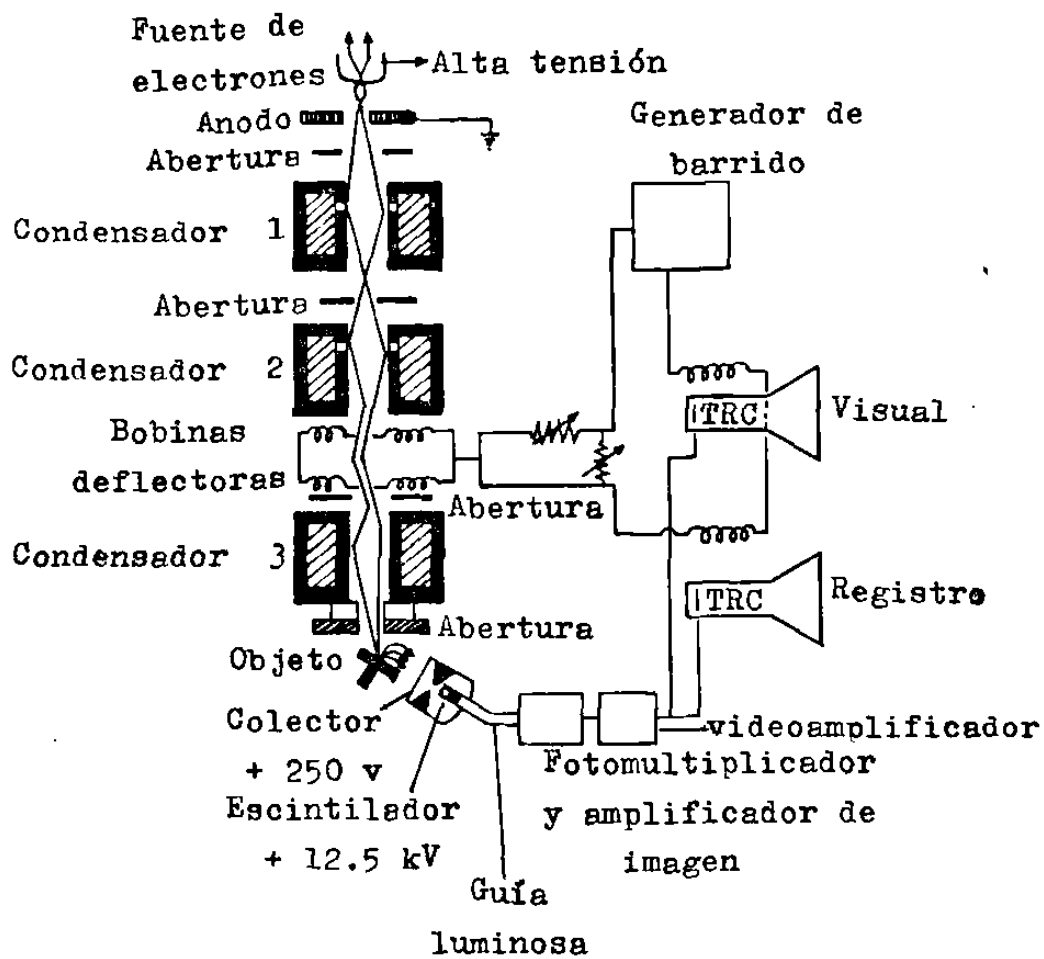 Fuente de
electrones
Alta tensión
Anodo
Abertura
Condensador 1
Abertura
Condensador 2
Bobinas
deflectoras
Abertura
Condensador 3
Abertura
Objeto
Colector
+ 250 v
Escintilador
+ 12.5 kV
Guía
luminosa
Fotomultiplicador
y amplificador de
imagen
videoamplificador
Generador de
barrido
TRC
Visual
TRC
Registro